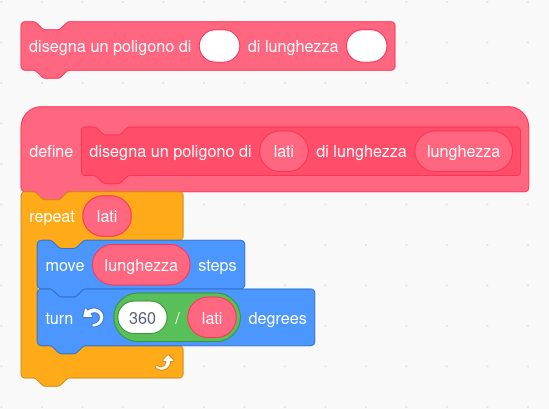 disegna un poligono di di lunghezza
define disegna un poligono di lati di lunghezza lunghezza
repeat lati
move lunghezza steps
turn 360 / lati degrees